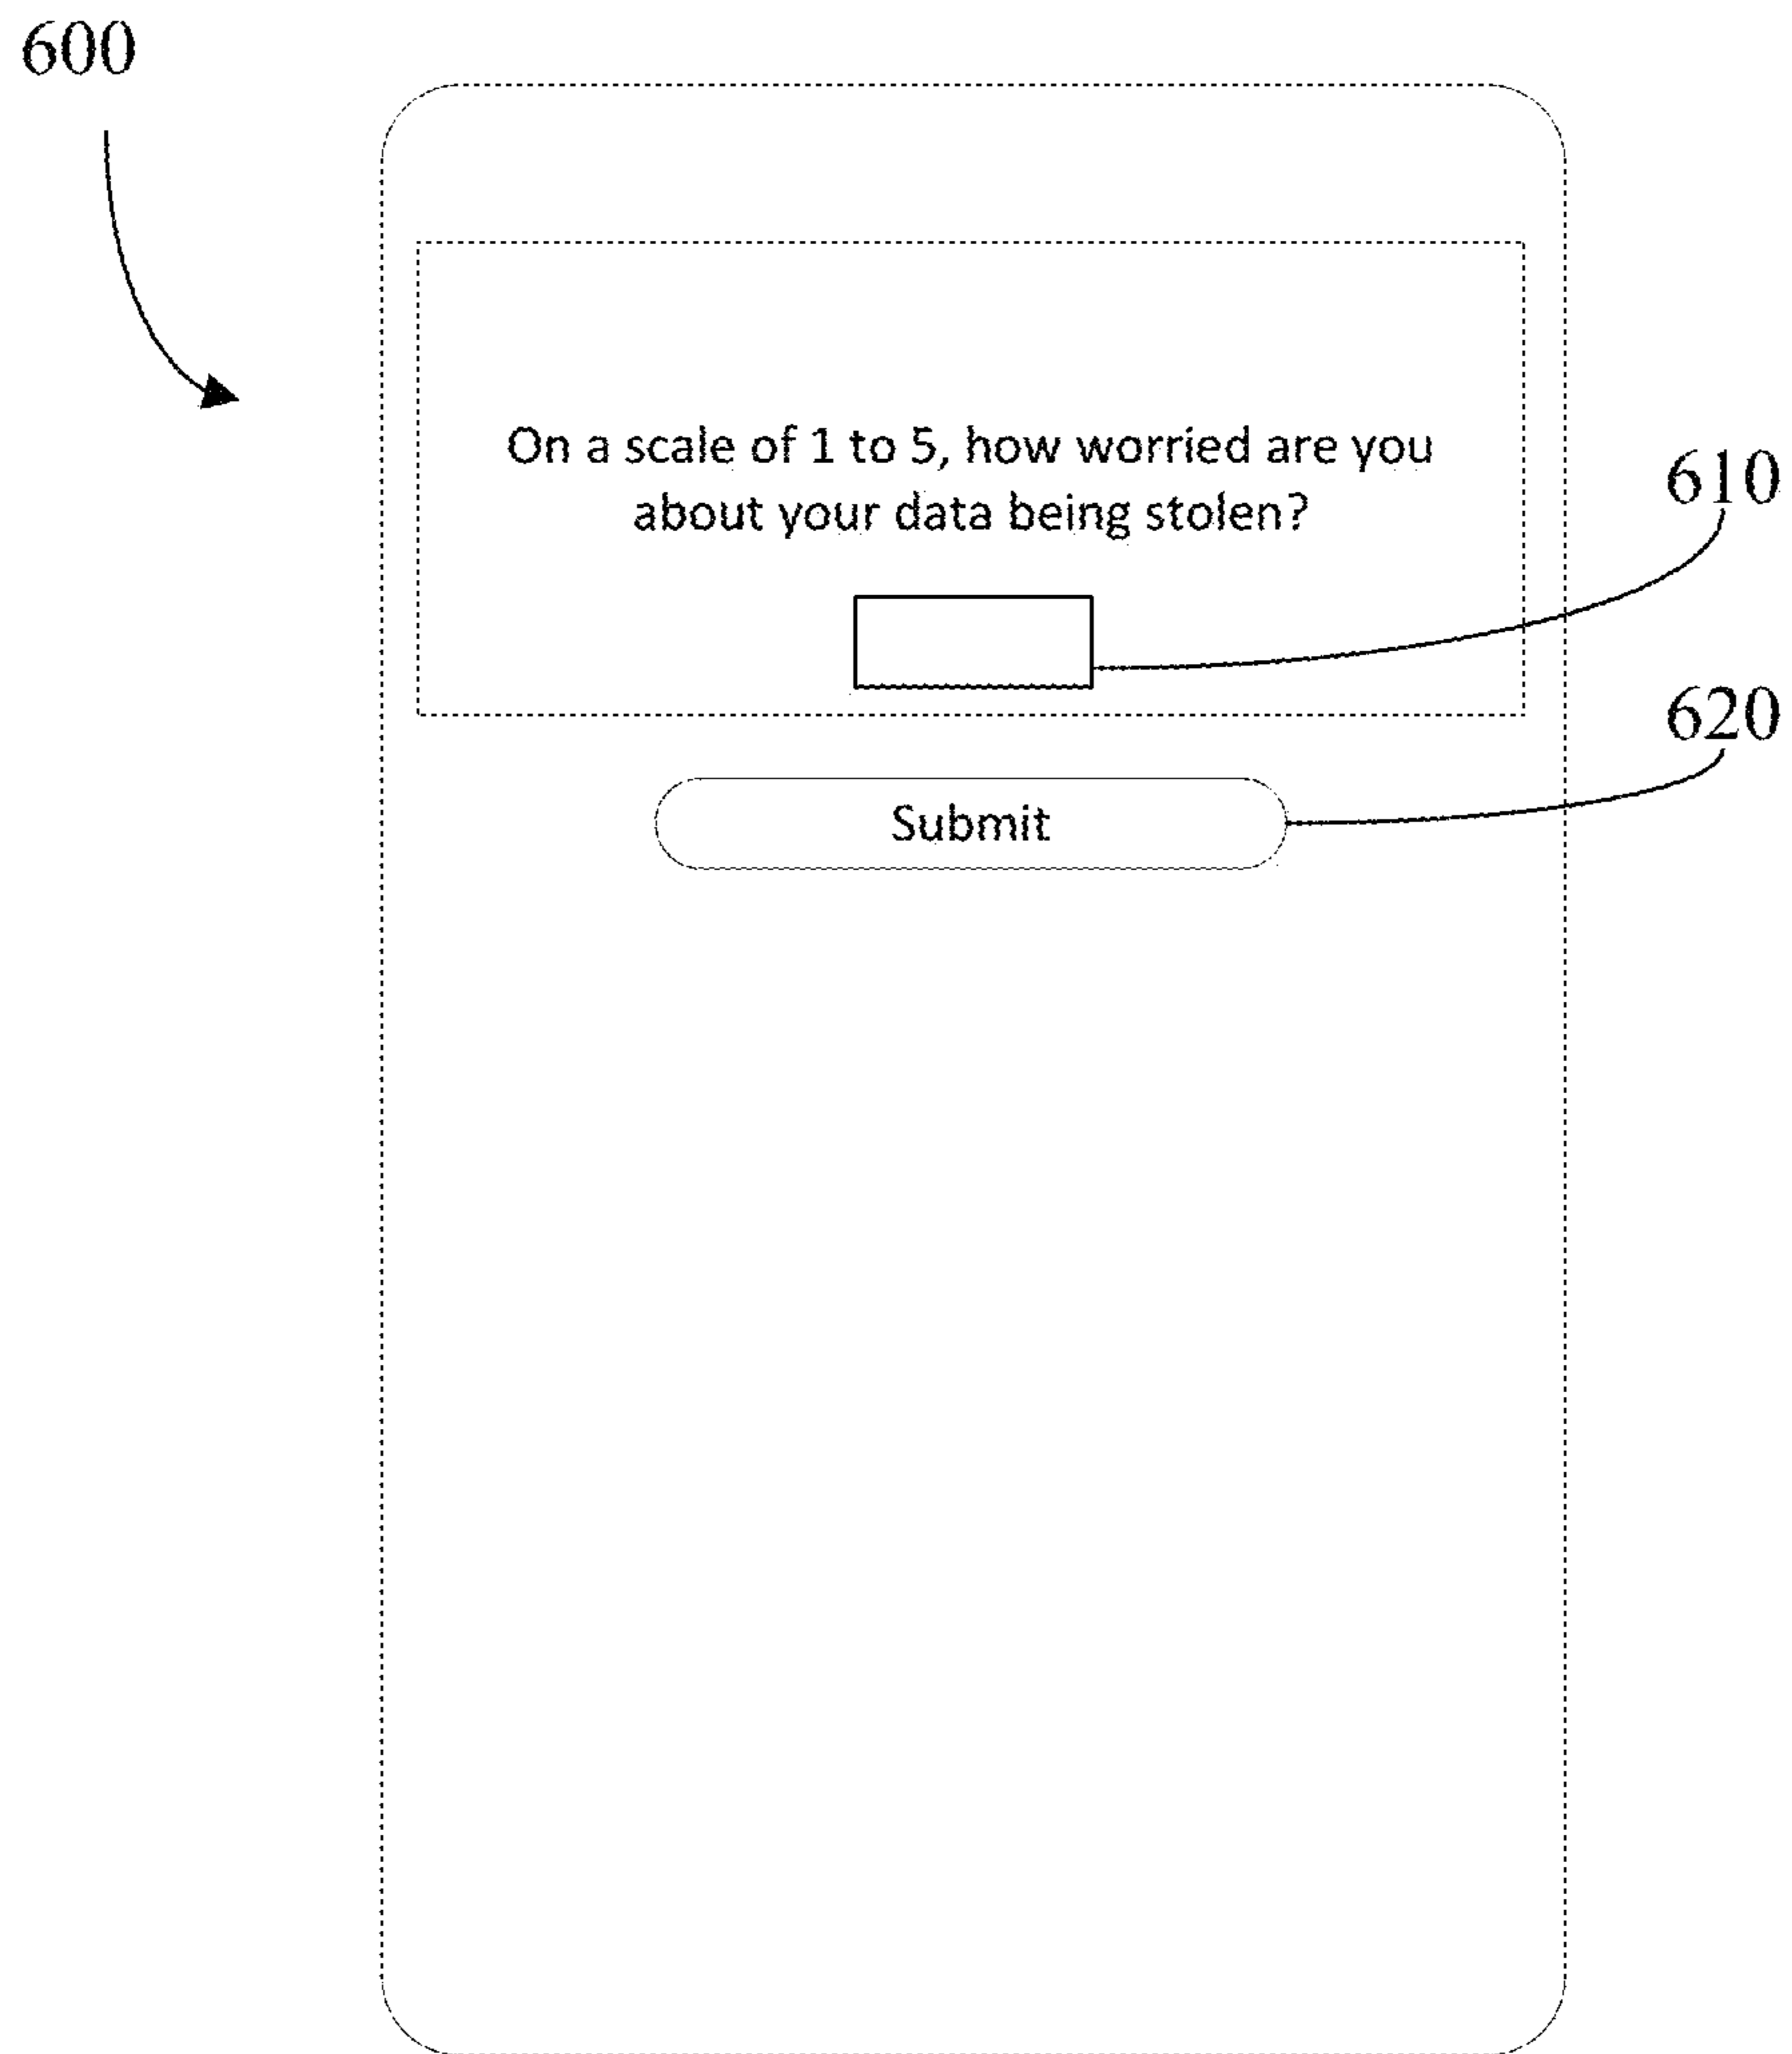 600
On a scale of 1 to 5, how worried are you
about your data being stolen?
610
620
Submit